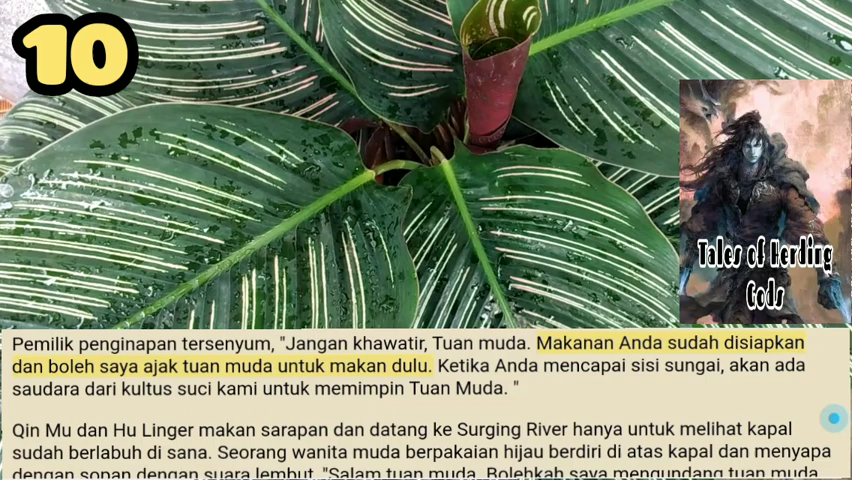 10
Tales of Herding
Gods
Pemilik penginapan tersenyum, "Jangan khawatir, Tuan muda. Makanan Anda sudah disiapkan
dan boleh saya ajak tuan muda untuk makan dulu. Ketika Anda mencapai sisi sungai, akan ada
saudara dari kultus suci kami untuk memimpin Tuan Muda. "
Qin Mu dan Hu Linger makan sarapan dan datang ke Surging River hanya untuk melihat kapal
sudah berlabuh di sana. Seorang wanita muda berpakaian hijau berdiri di atas kapal dan menyapa
dengan sopan dengan suara lembut, "Salam tuan muda. Bolehkah saya mengundang tuan muda